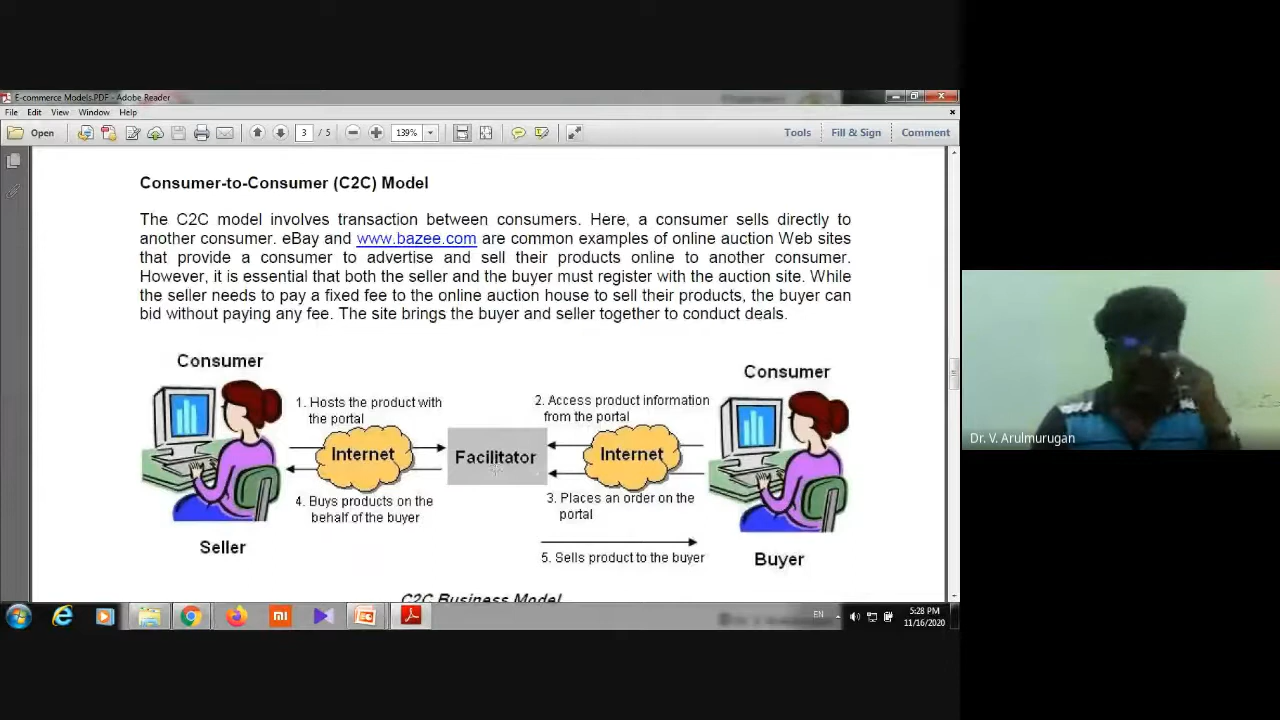 E-commerce Models.PDF - Adobe Reader
File Edit View Window Help
Open 3 / 5 139% Tools Fill & Sign Comment
Consumer-to-Consumer (C2C) Model
The C2C model involves transaction between consumers. Here, a consumer sells directly to
another consumer. eBay and www.bazee.com are common examples of online auction Web sites
that provide a consumer to advertise and sell their products online to another consumer.
However, it is essential that both the seller and the buyer must register with the auction site. While
the seller needs to pay a fixed fee to the online auction house to sell their products, the buyer can
bid without paying any fee. The site brings the buyer and seller together to conduct deals.
Consumer
Consumer
1. Hosts the product with
the portal
2. Access product information
from the portal
Internet
Facilitator
Internet
4. Buys products on the
behalf of the buyer
3. Places an order on the
portal
Seller
5. Sells product to the buyer
Buyer
C2C Business Model
Dr. V. Arulmurugan
mi
EN
5:28 PM
11/16/2020